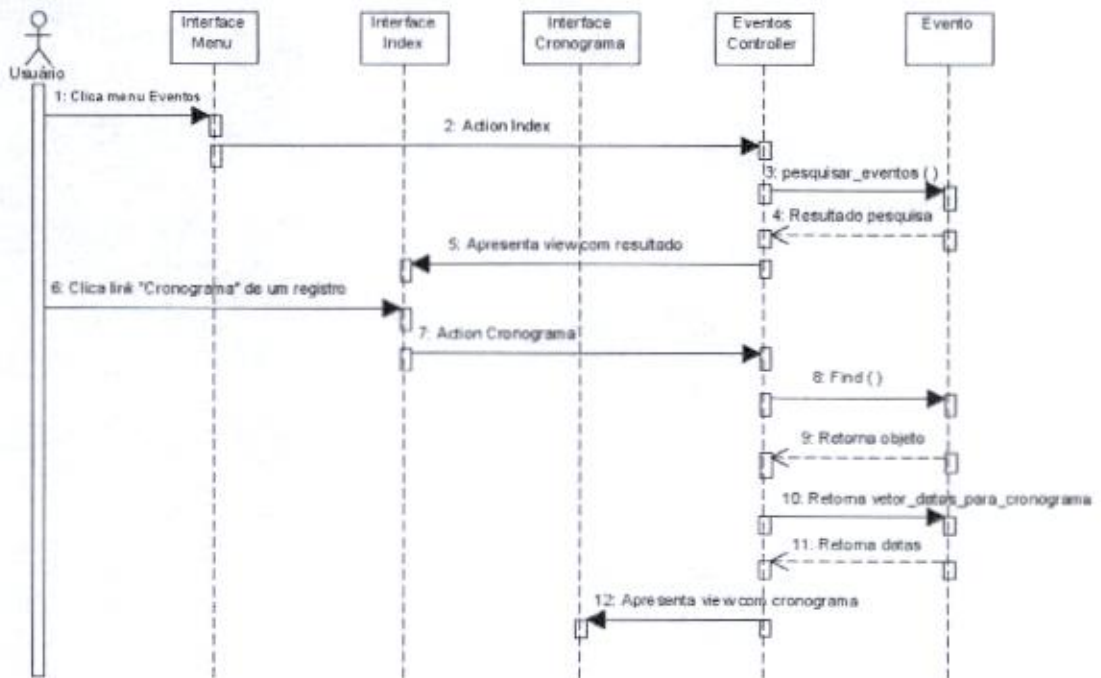 Interface
Menu
Interface
Index
Interface
Cronograma
Eventos
Controller
Evento
Usuário
1: Clica menu Eventos
2: Action Index
3: pesquisar_eventos ( )
4: Resultado pesquisa
5: Apresenta view com resultado
6: Clica link "Cronograma" de um registro
7: Action Cronograma
8: Find ( )
9: Retorna objeto
10: Retorna vetor_datas_para_cronograma
11: Retorna datas
12: Apresenta view com cronograma